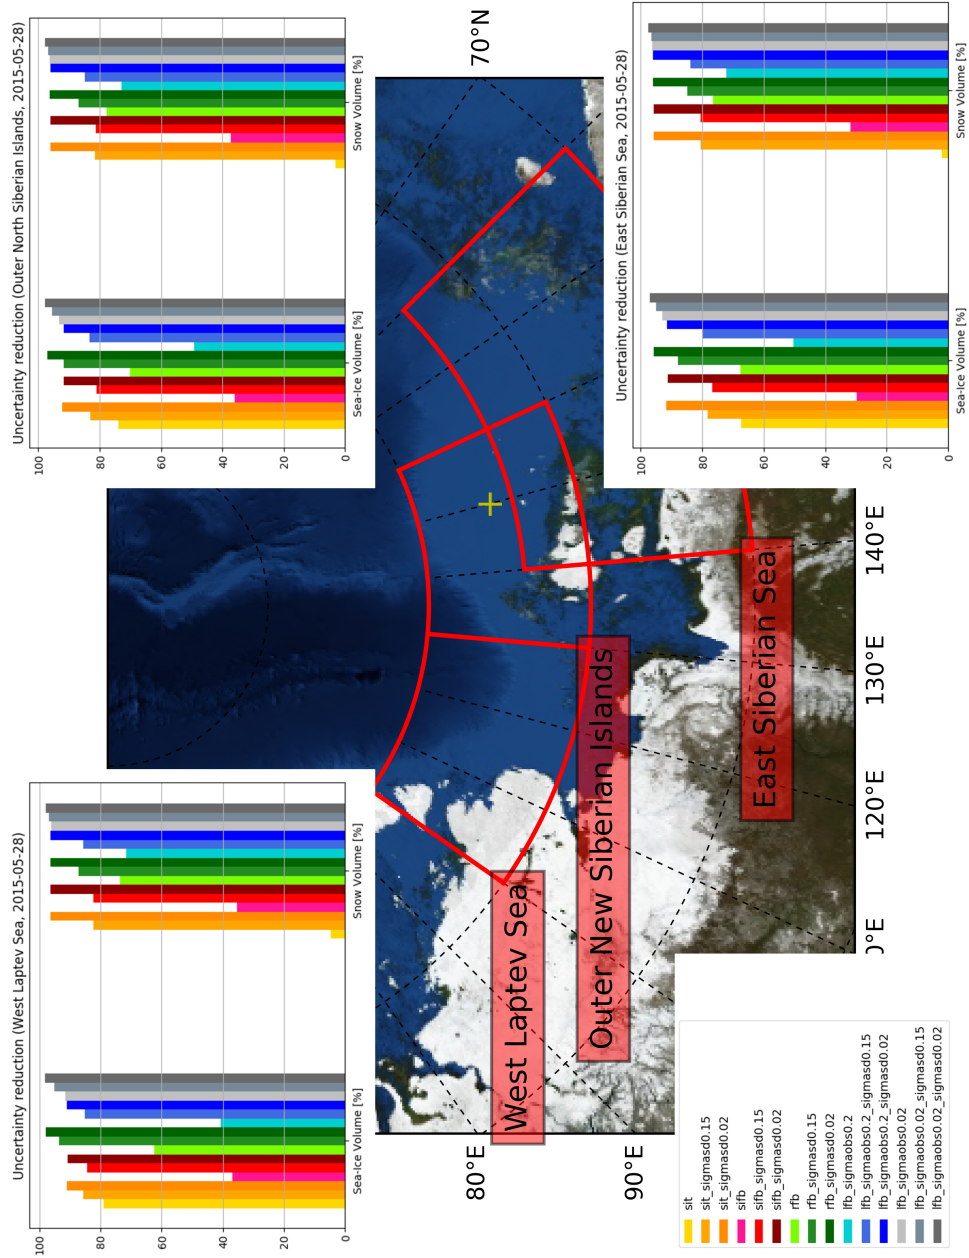 Uncertainty reduction (West Laptev Sea, 2015-05-28)
100
80
60
40
20
0
Sea-Ice Volume [%]
Snow Volume [%]
Uncertainty reduction (Outer North Siberian Islands, 2015-05-28)
100
80
60
40
20
0
Sea-Ice Volume [%]
Snow Volume [%]
80°E
70°N
West Laptev Sea
90°E
Outer New Siberian Islands
East Siberian Sea
Uncertainty reduction (East Siberian Sea, 2015-05-28)
100
80
60
40
20
0
Sea-Ice Volume [%]
Snow Volume [%]
120°E
130°E
140°E
sit
sit_sigmasd0.15
sit_sigmasd0.02
sifb
sifb_sigmasd0.15
sifb_sigmasd0.02
rfb
rfb_sigmasd0.15
rfb_sigmasd0.02
lfb_sigmaobs0.2
lfb_sigmaobs0.2_sigmasd0.15
lfb_sigmaobs0.2_sigmasd0.02
lfb_sigmaobs0.02
lfb_sigmaobs0.02_sigmasd0.15
lfb_sigmaobs0.02_sigmasd0.02